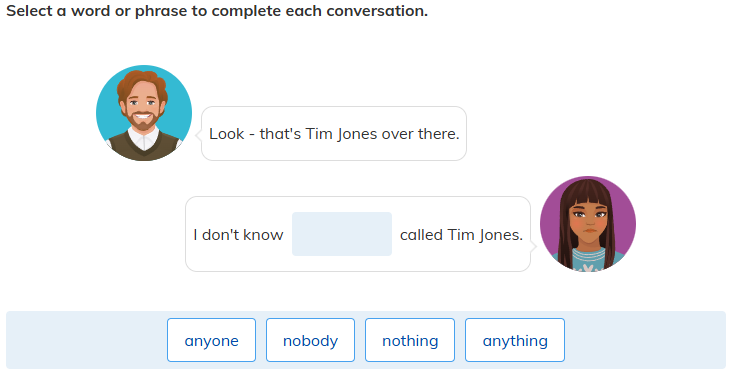 Select a word or phrase to complete each conversation.
Look - that's Tim Jones over there.
I don't know called Tim Jones.
anyone nobody nothing anything